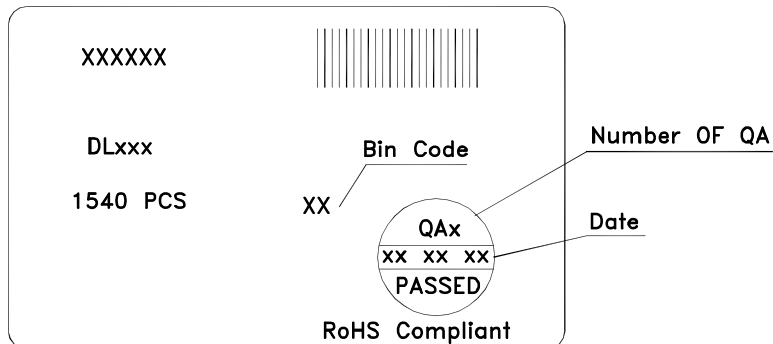 XXXXXX
DLxxx
Bin Code
Number OF QA
1540 PCS
XX
QAx
Date
xx xx xx
PASSED
RoHS Compliant